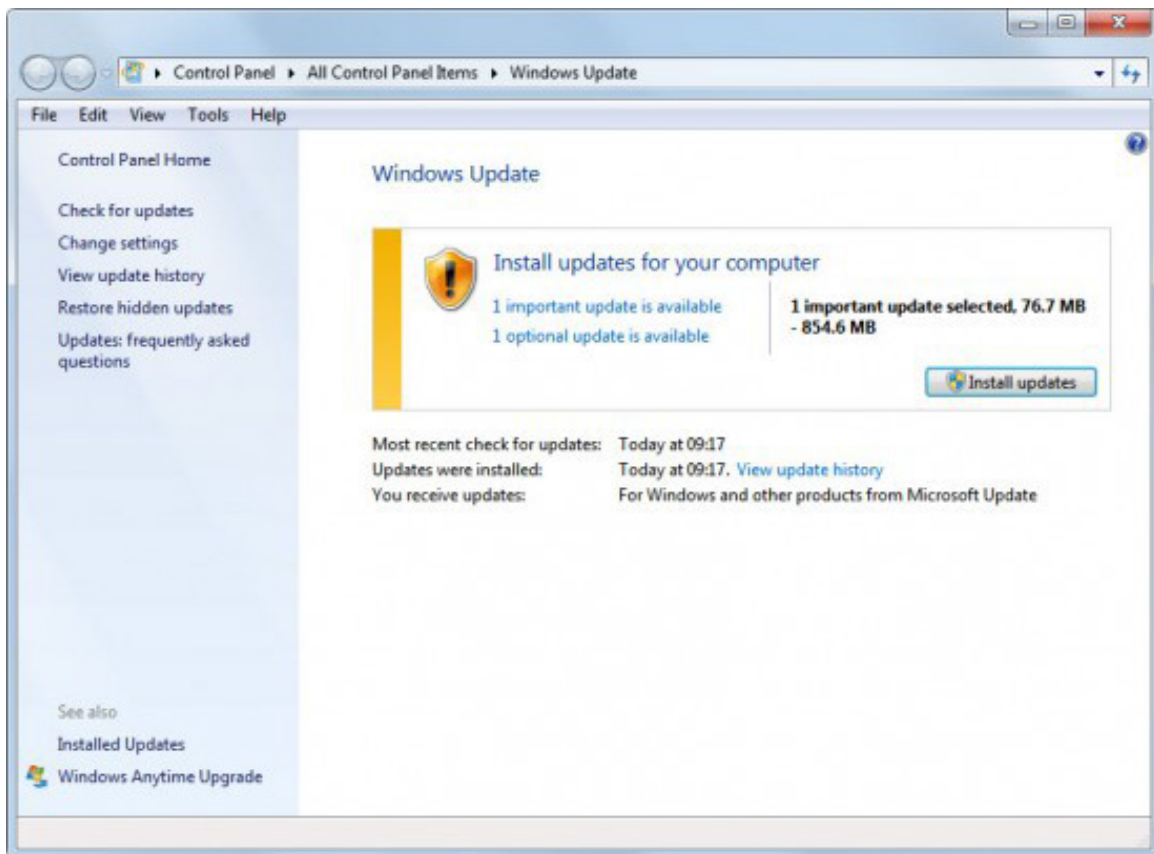 Control Panel ▸ All Control Panel Items ▸ Windows Update
File Edit View Tools Help
Control Panel Home
Check for updates
Change settings
View update history
Restore hidden updates
Updates: frequently asked
questions
See also
Installed Updates
Windows Anytime Upgrade
Windows Update
Install updates for your computer
1 important update is available
1 optional update is available
1 important update selected, 76.7 MB
- 854.6 MB
Install updates
Most recent check for updates: Today at 09:17
Updates were installed: Today at 09:17. View update history
You receive updates: For Windows and other products from Microsoft Update